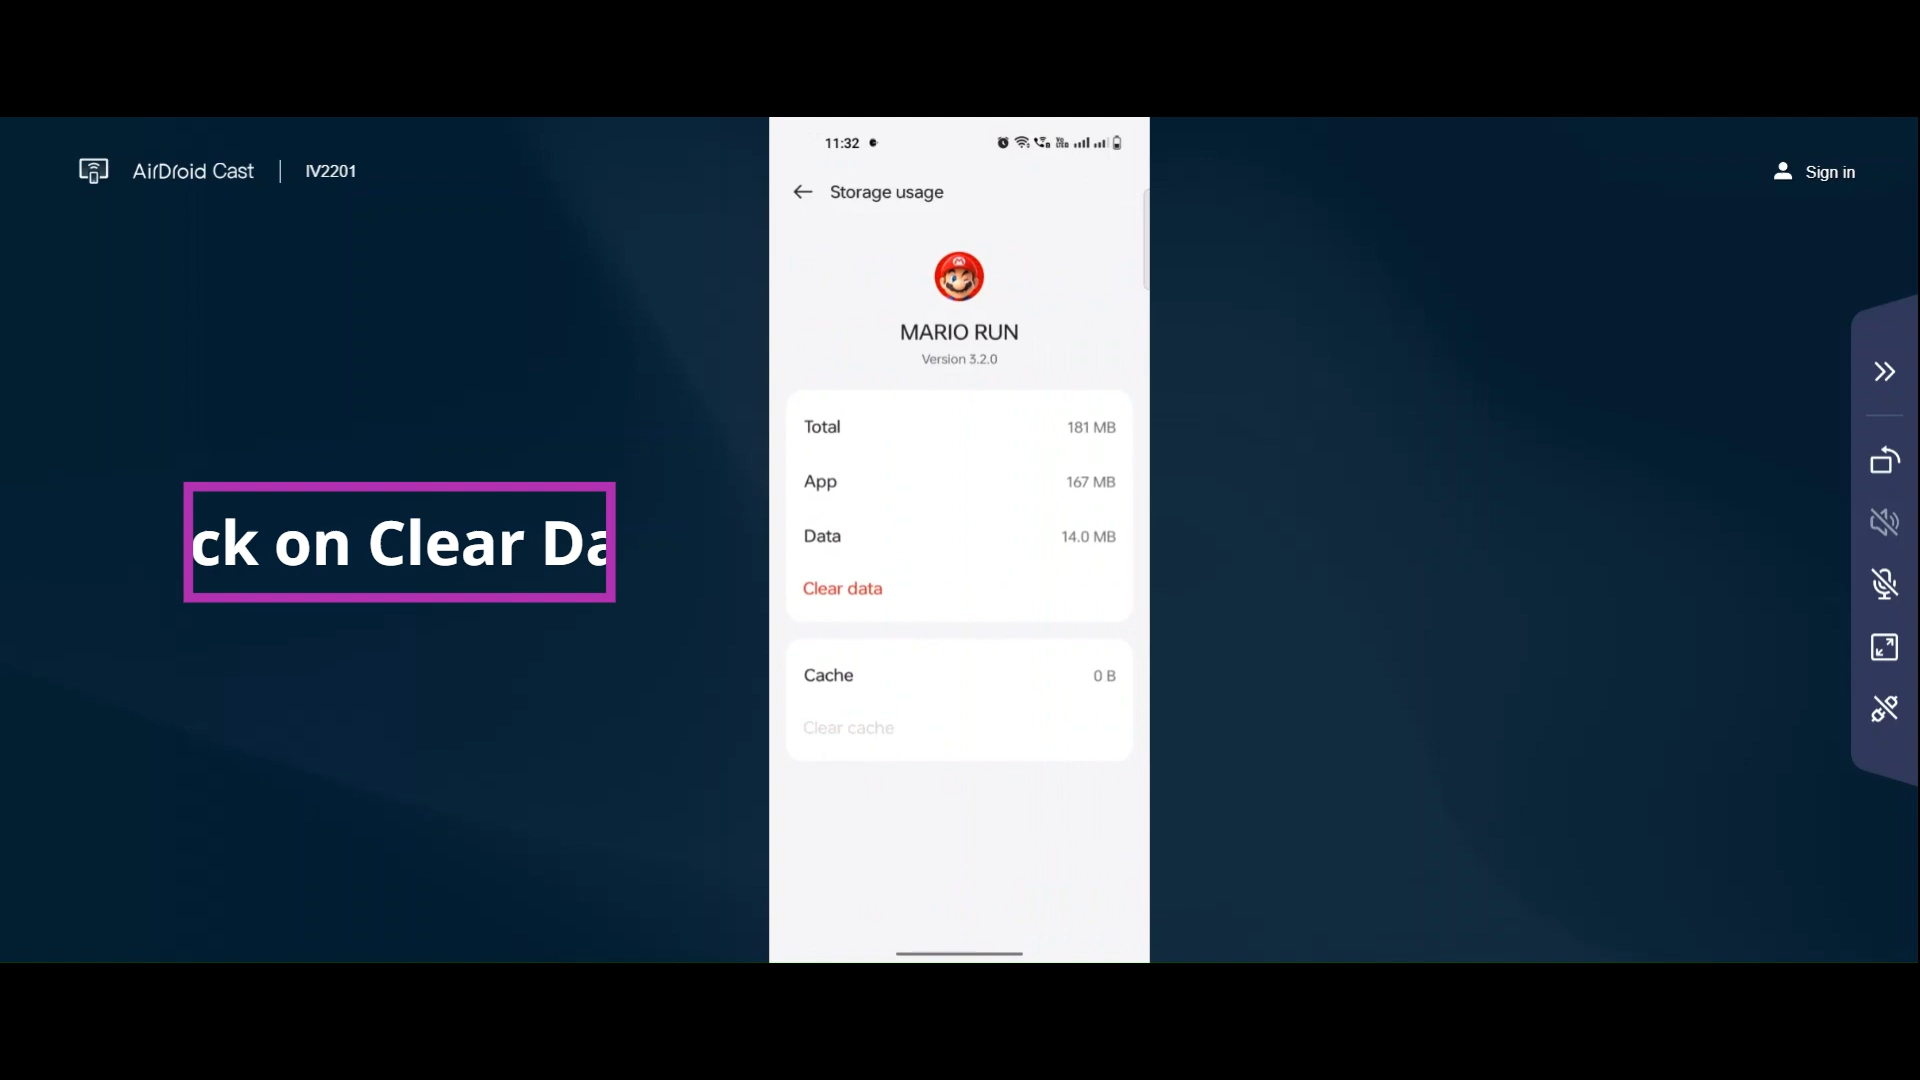 AirDroid Cast | IV2201
Sign in
11:32
Storage usage
MARIO RUN
Version 3.2.0
Total 181 MB
App 167 MB
Data 14.0 MB
Clear data
Cache 0 B
Clear cache
ck on Clear Da